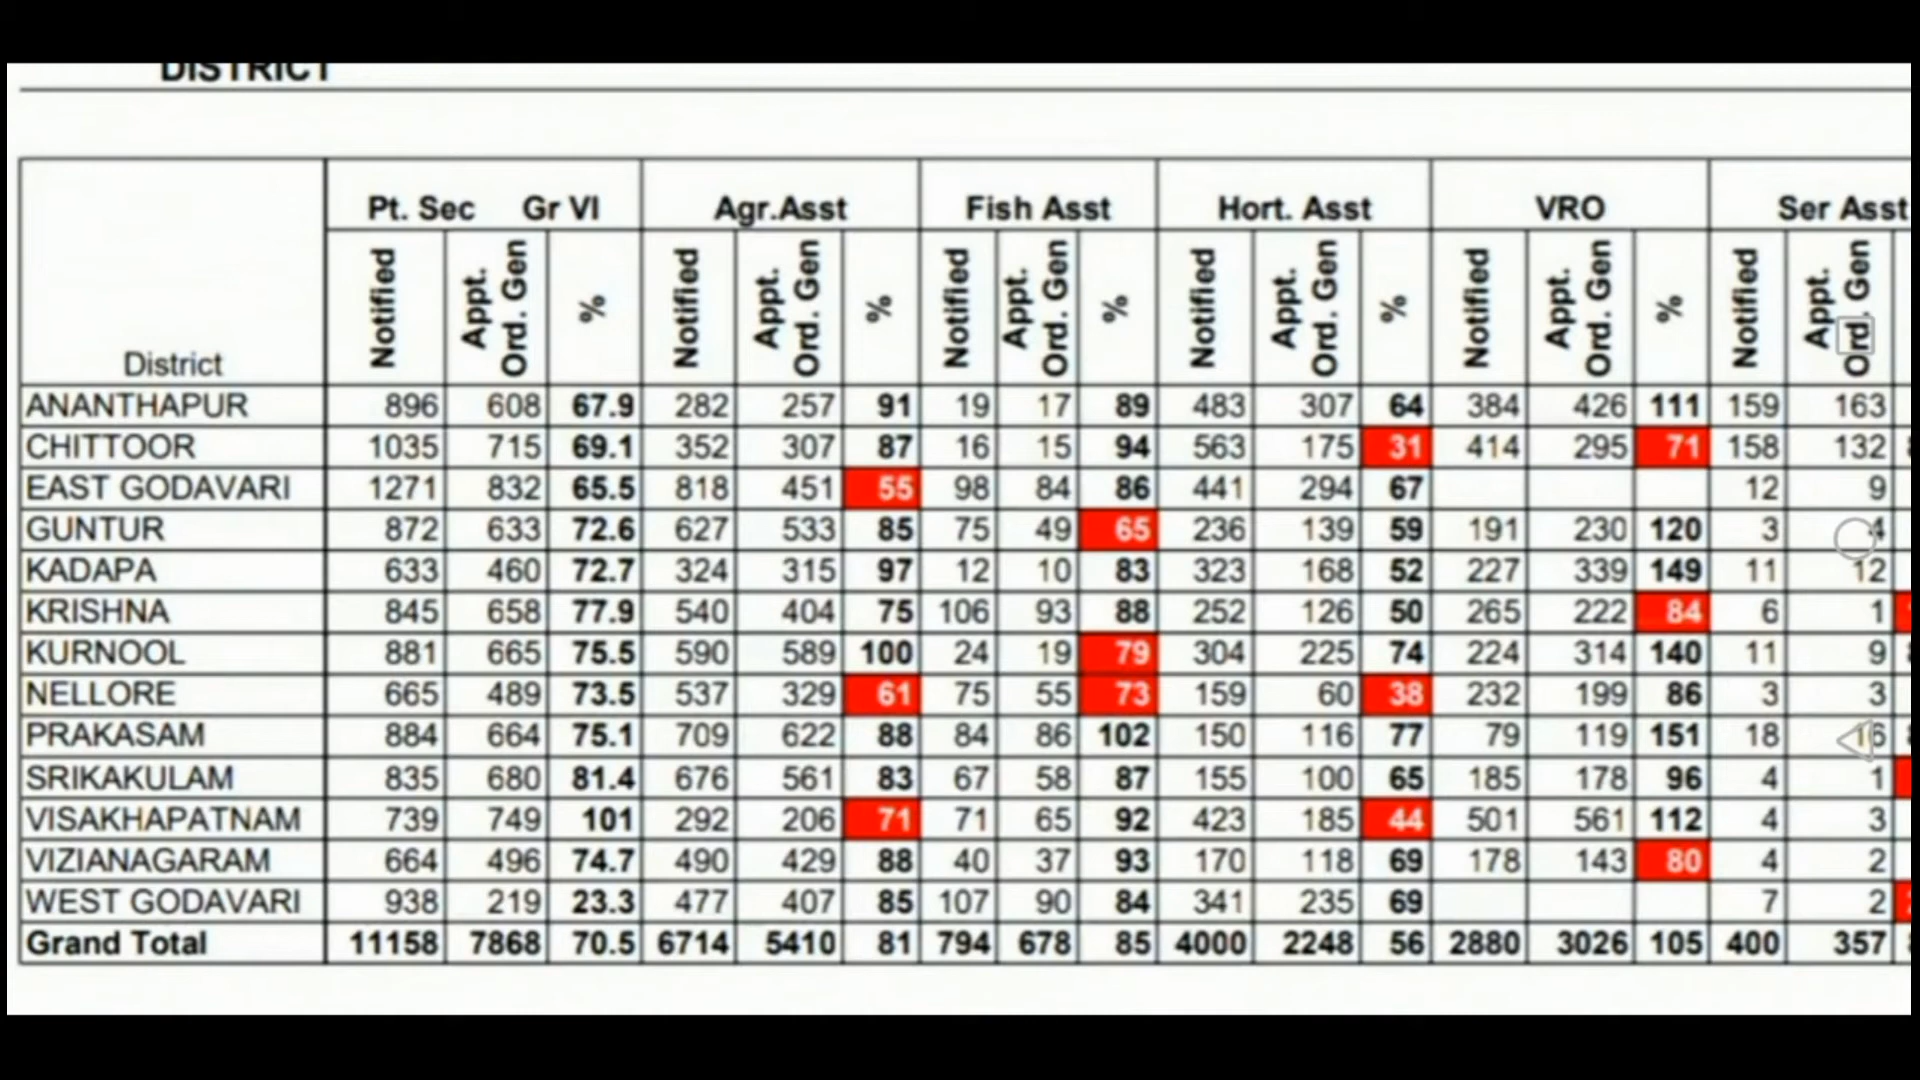 DISTRICT
Pt. Sec Gr VI Agr.Asst Fish Asst Hort. Asst VRO Ser Asst
District Notified Appt. Ord. Gen % Notified Appt. Ord. Gen % Notified Appt. Ord. Gen % Notified Appt. Ord. Gen % Notified Appt. Ord. Gen % Notified Appt. Ord. Gen
ANANTHAPUR 896 608 67.9 282 257 91 19 17 89 483 307 64 384 426 111 159 163
CHITTOOR 1035 715 69.1 352 307 87 16 15 94 563 175 31 414 295 71 158 132
EAST GODAVARI 1271 832 65.5 818 451 55 98 84 86 441 294 67 12 9
GUNTUR 872 633 72.6 627 533 85 75 49 65 236 139 59 191 230 120 3 4
KADAPA 633 460 72.7 324 315 97 12 10 83 323 168 52 227 339 149 11 12
KRISHNA 845 658 77.9 540 404 75 106 93 88 252 126 50 265 222 84 6 1
KURNOOL 881 665 75.5 590 589 100 24 19 79 304 225 74 224 314 140 11 9
NELLORE 665 489 73.5 537 329 61 75 55 73 159 60 38 232 199 86 3 3
PRAKASAM 884 664 75.1 709 622 88 84 86 102 150 116 77 79 119 151 18 16
SRIKAKULAM 835 680 81.4 676 561 83 67 58 87 155 100 65 185 178 96 4 1
VISAKHAPATNAM 739 749 101 292 206 71 71 65 92 423 185 44 501 561 112 4 3
VIZIANAGARAM 664 496 74.7 490 429 88 40 37 93 170 118 69 178 143 80 4 2
WEST GODAVARI 938 219 23.3 477 407 85 107 90 84 341 235 69 7 2
Grand Total 11158 7868 70.5 6714 5410 81 794 678 85 4000 2248 56 2880 3026 105 400 357